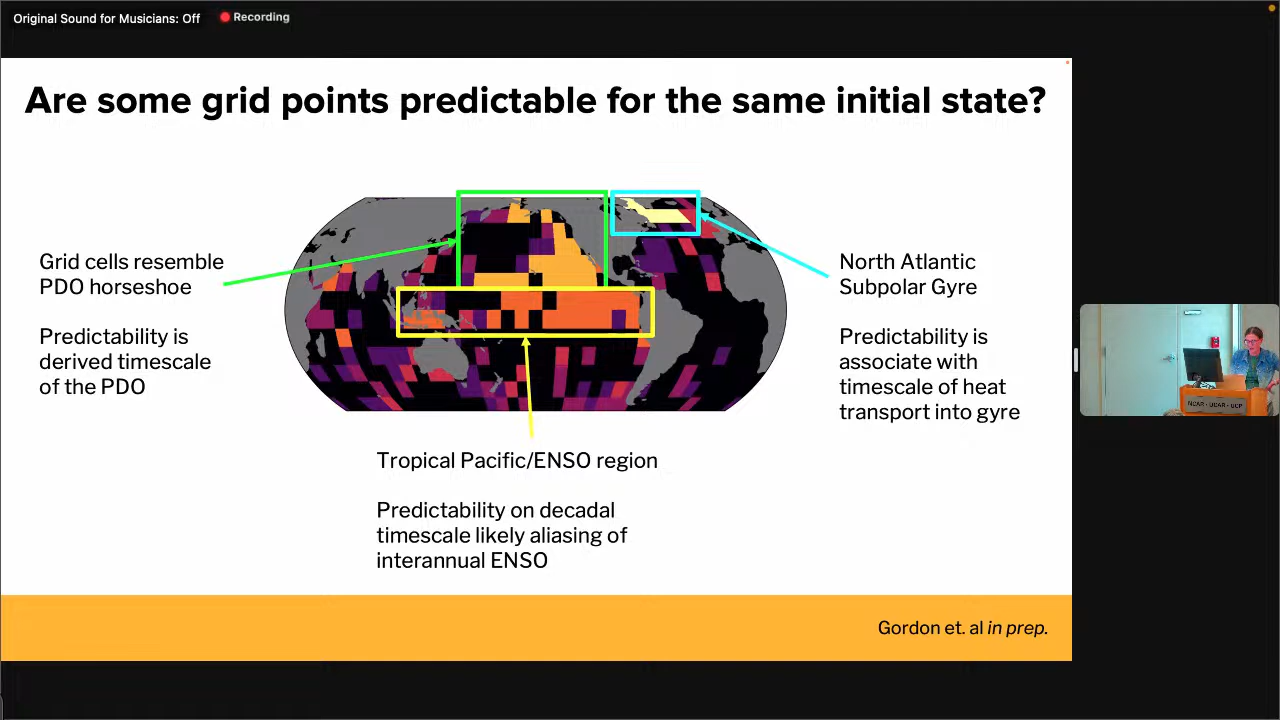 Original Sound for Musicians: Off
Recording
Are some grid points predictable for the same initial state?
Grid cells resemble
PDO horseshoe
Predictability is
derived timescale
of the PDO
North Atlantic
Subpolar Gyre
Predictability is
associate with
timescale of heat
transport into gyre
Tropical Pacific/ENSO region
Predictability on decadal
timescale likely aliasing of
interannual ENSO
Gordon et. al in prep.
NCAR • UCAR • UCP